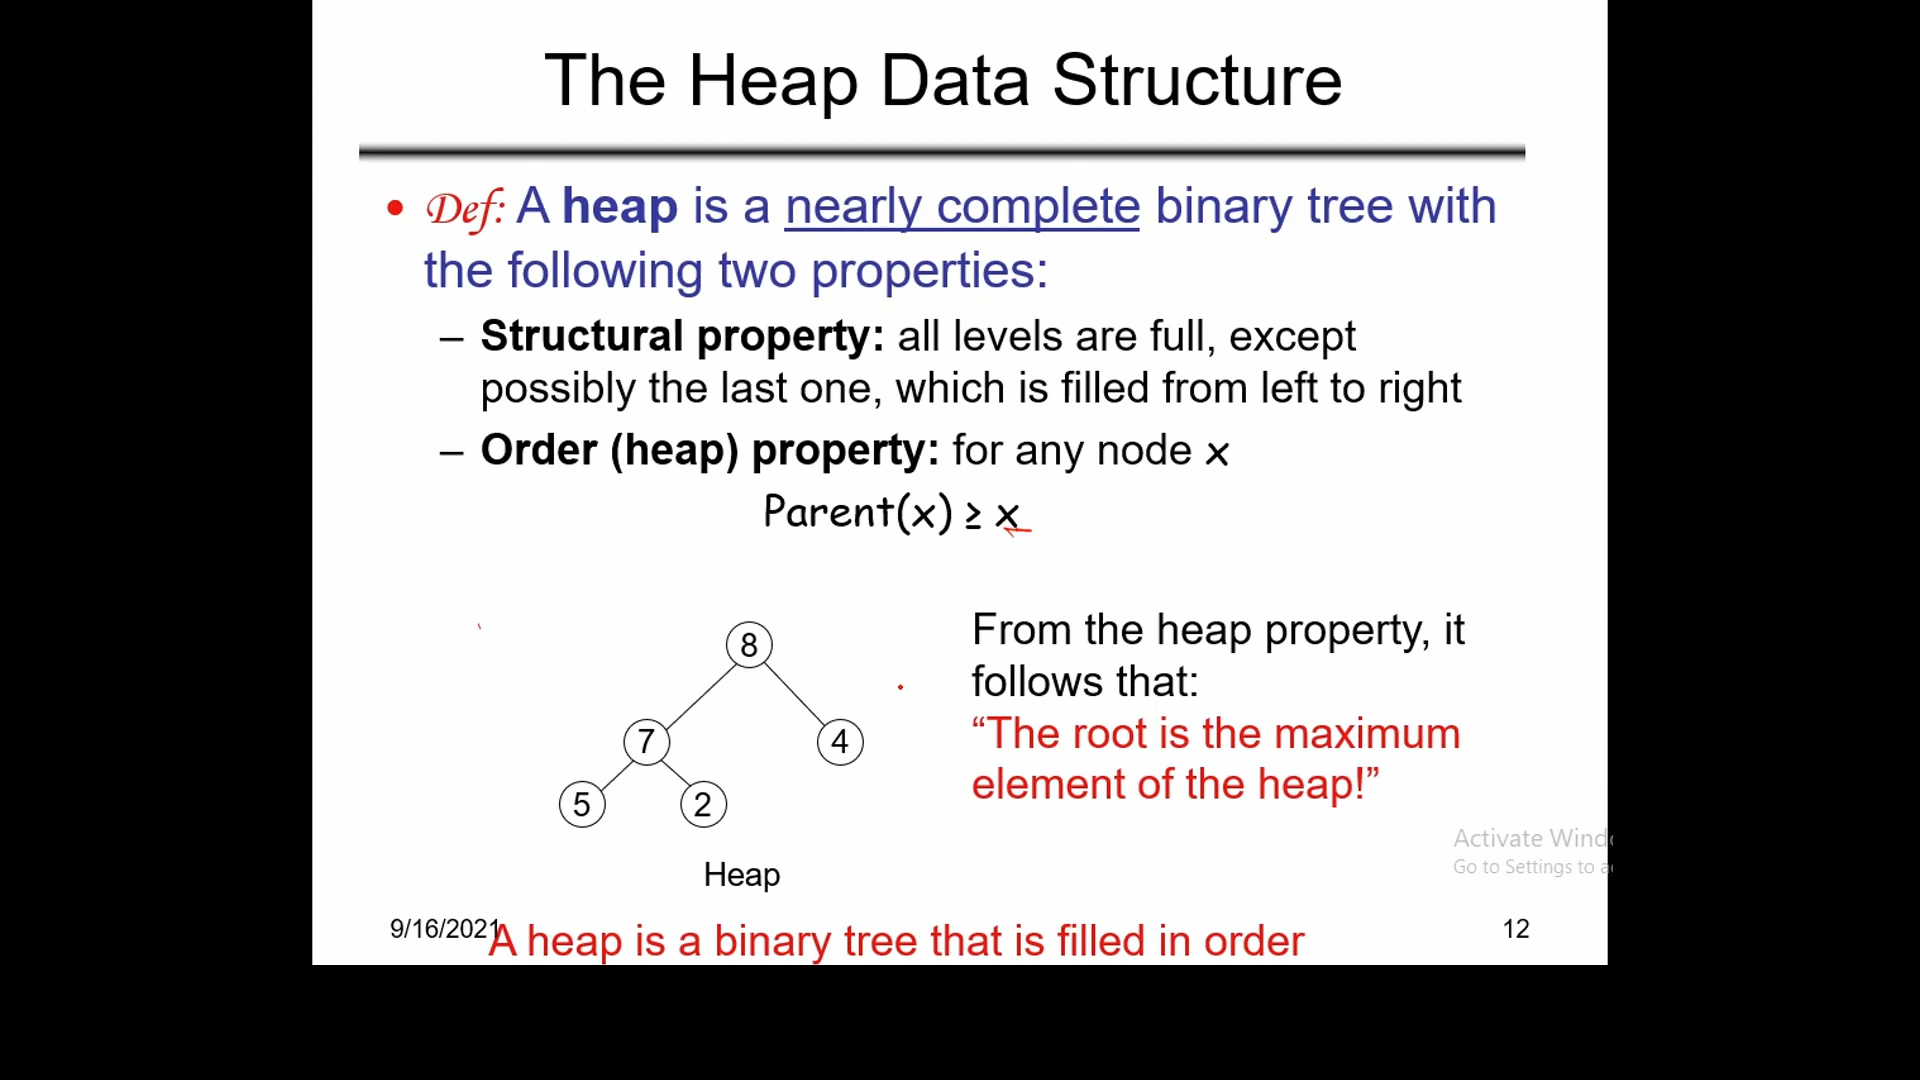 The Heap Data Structure
• Def: A heap is a nearly complete binary tree with
the following two properties:
– Structural property: all levels are full, except
possibly the last one, which is filled from left to right
– Order (heap) property: for any node x
Parent(x) ≥ x
8
7
4
5
2
Heap
From the heap property, it
follows that:
“The root is the maximum
element of the heap!”
Activate Wind
Go to Settings to a
9/16/2021
A heap is a binary tree that is filled in order
12